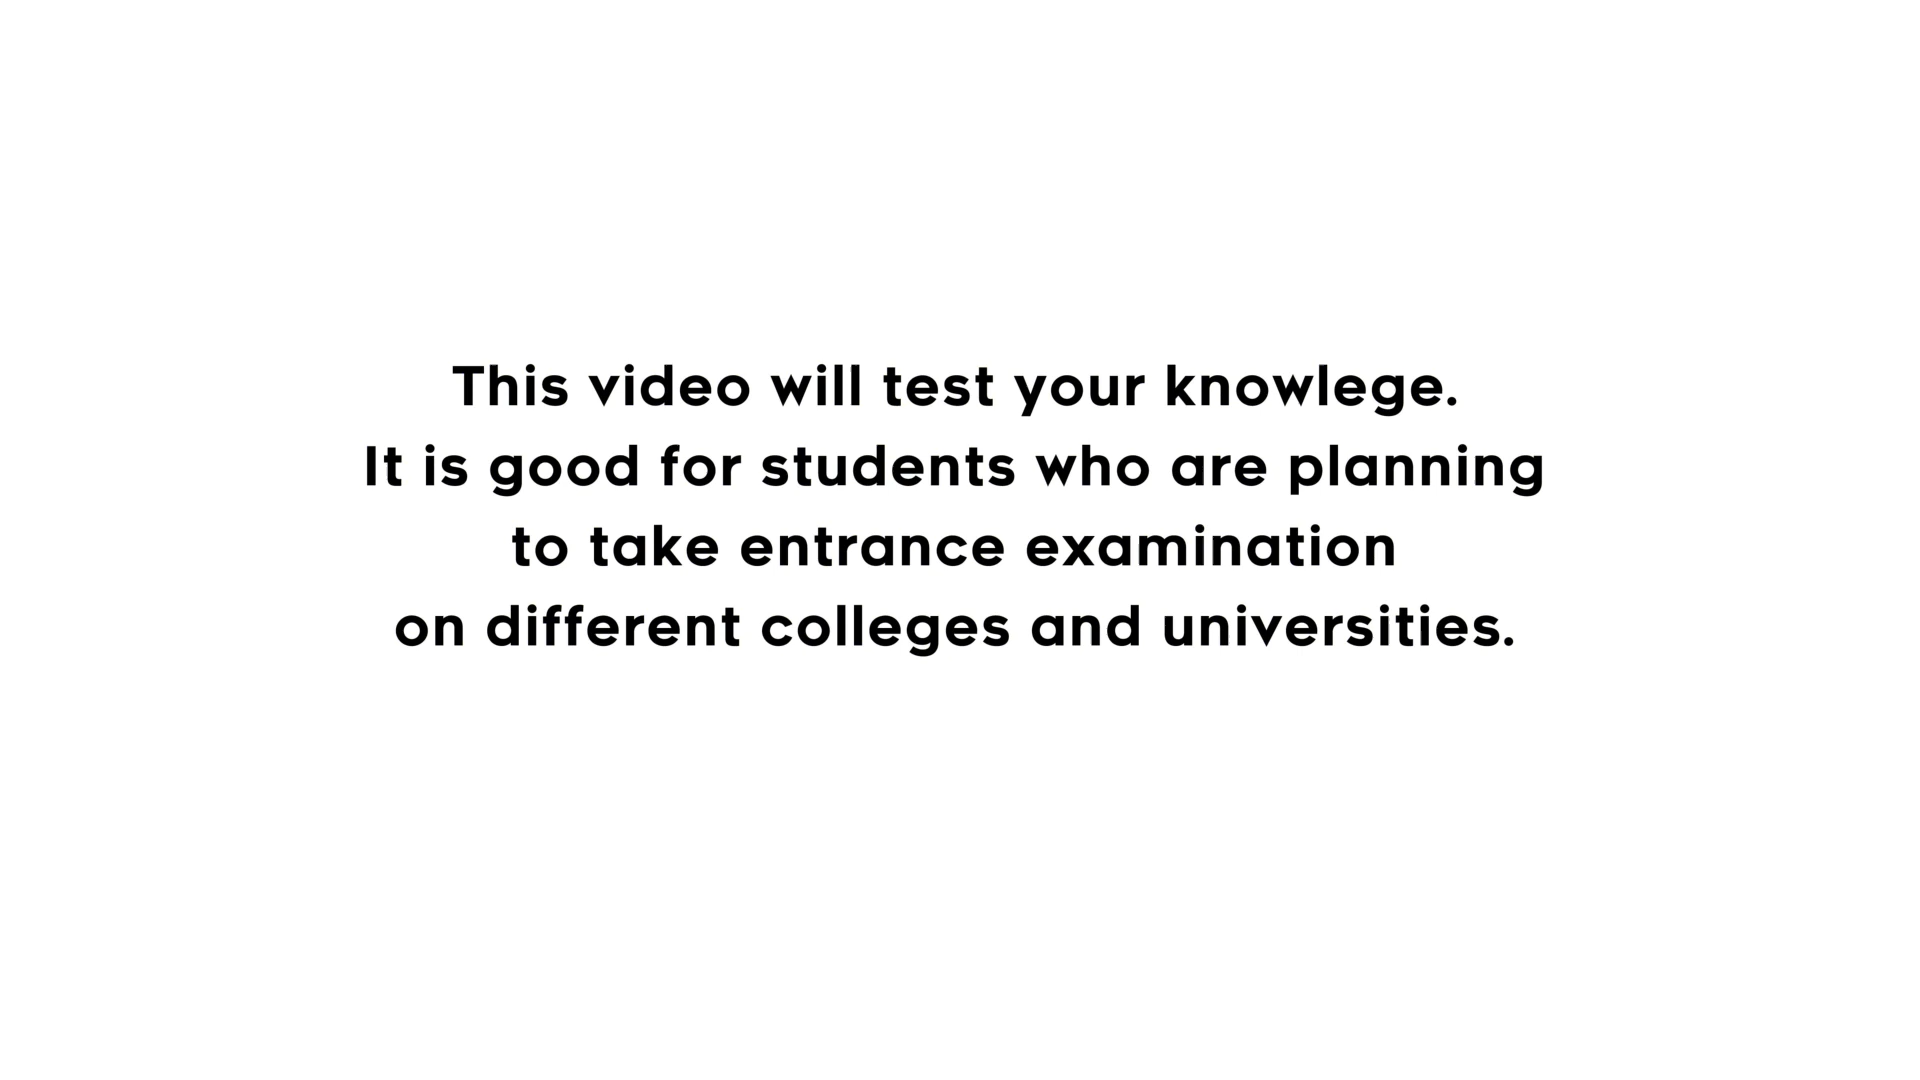 This video will test your knowlege.
It is good for students who are planning
to take entrance examination
on different colleges and universities.